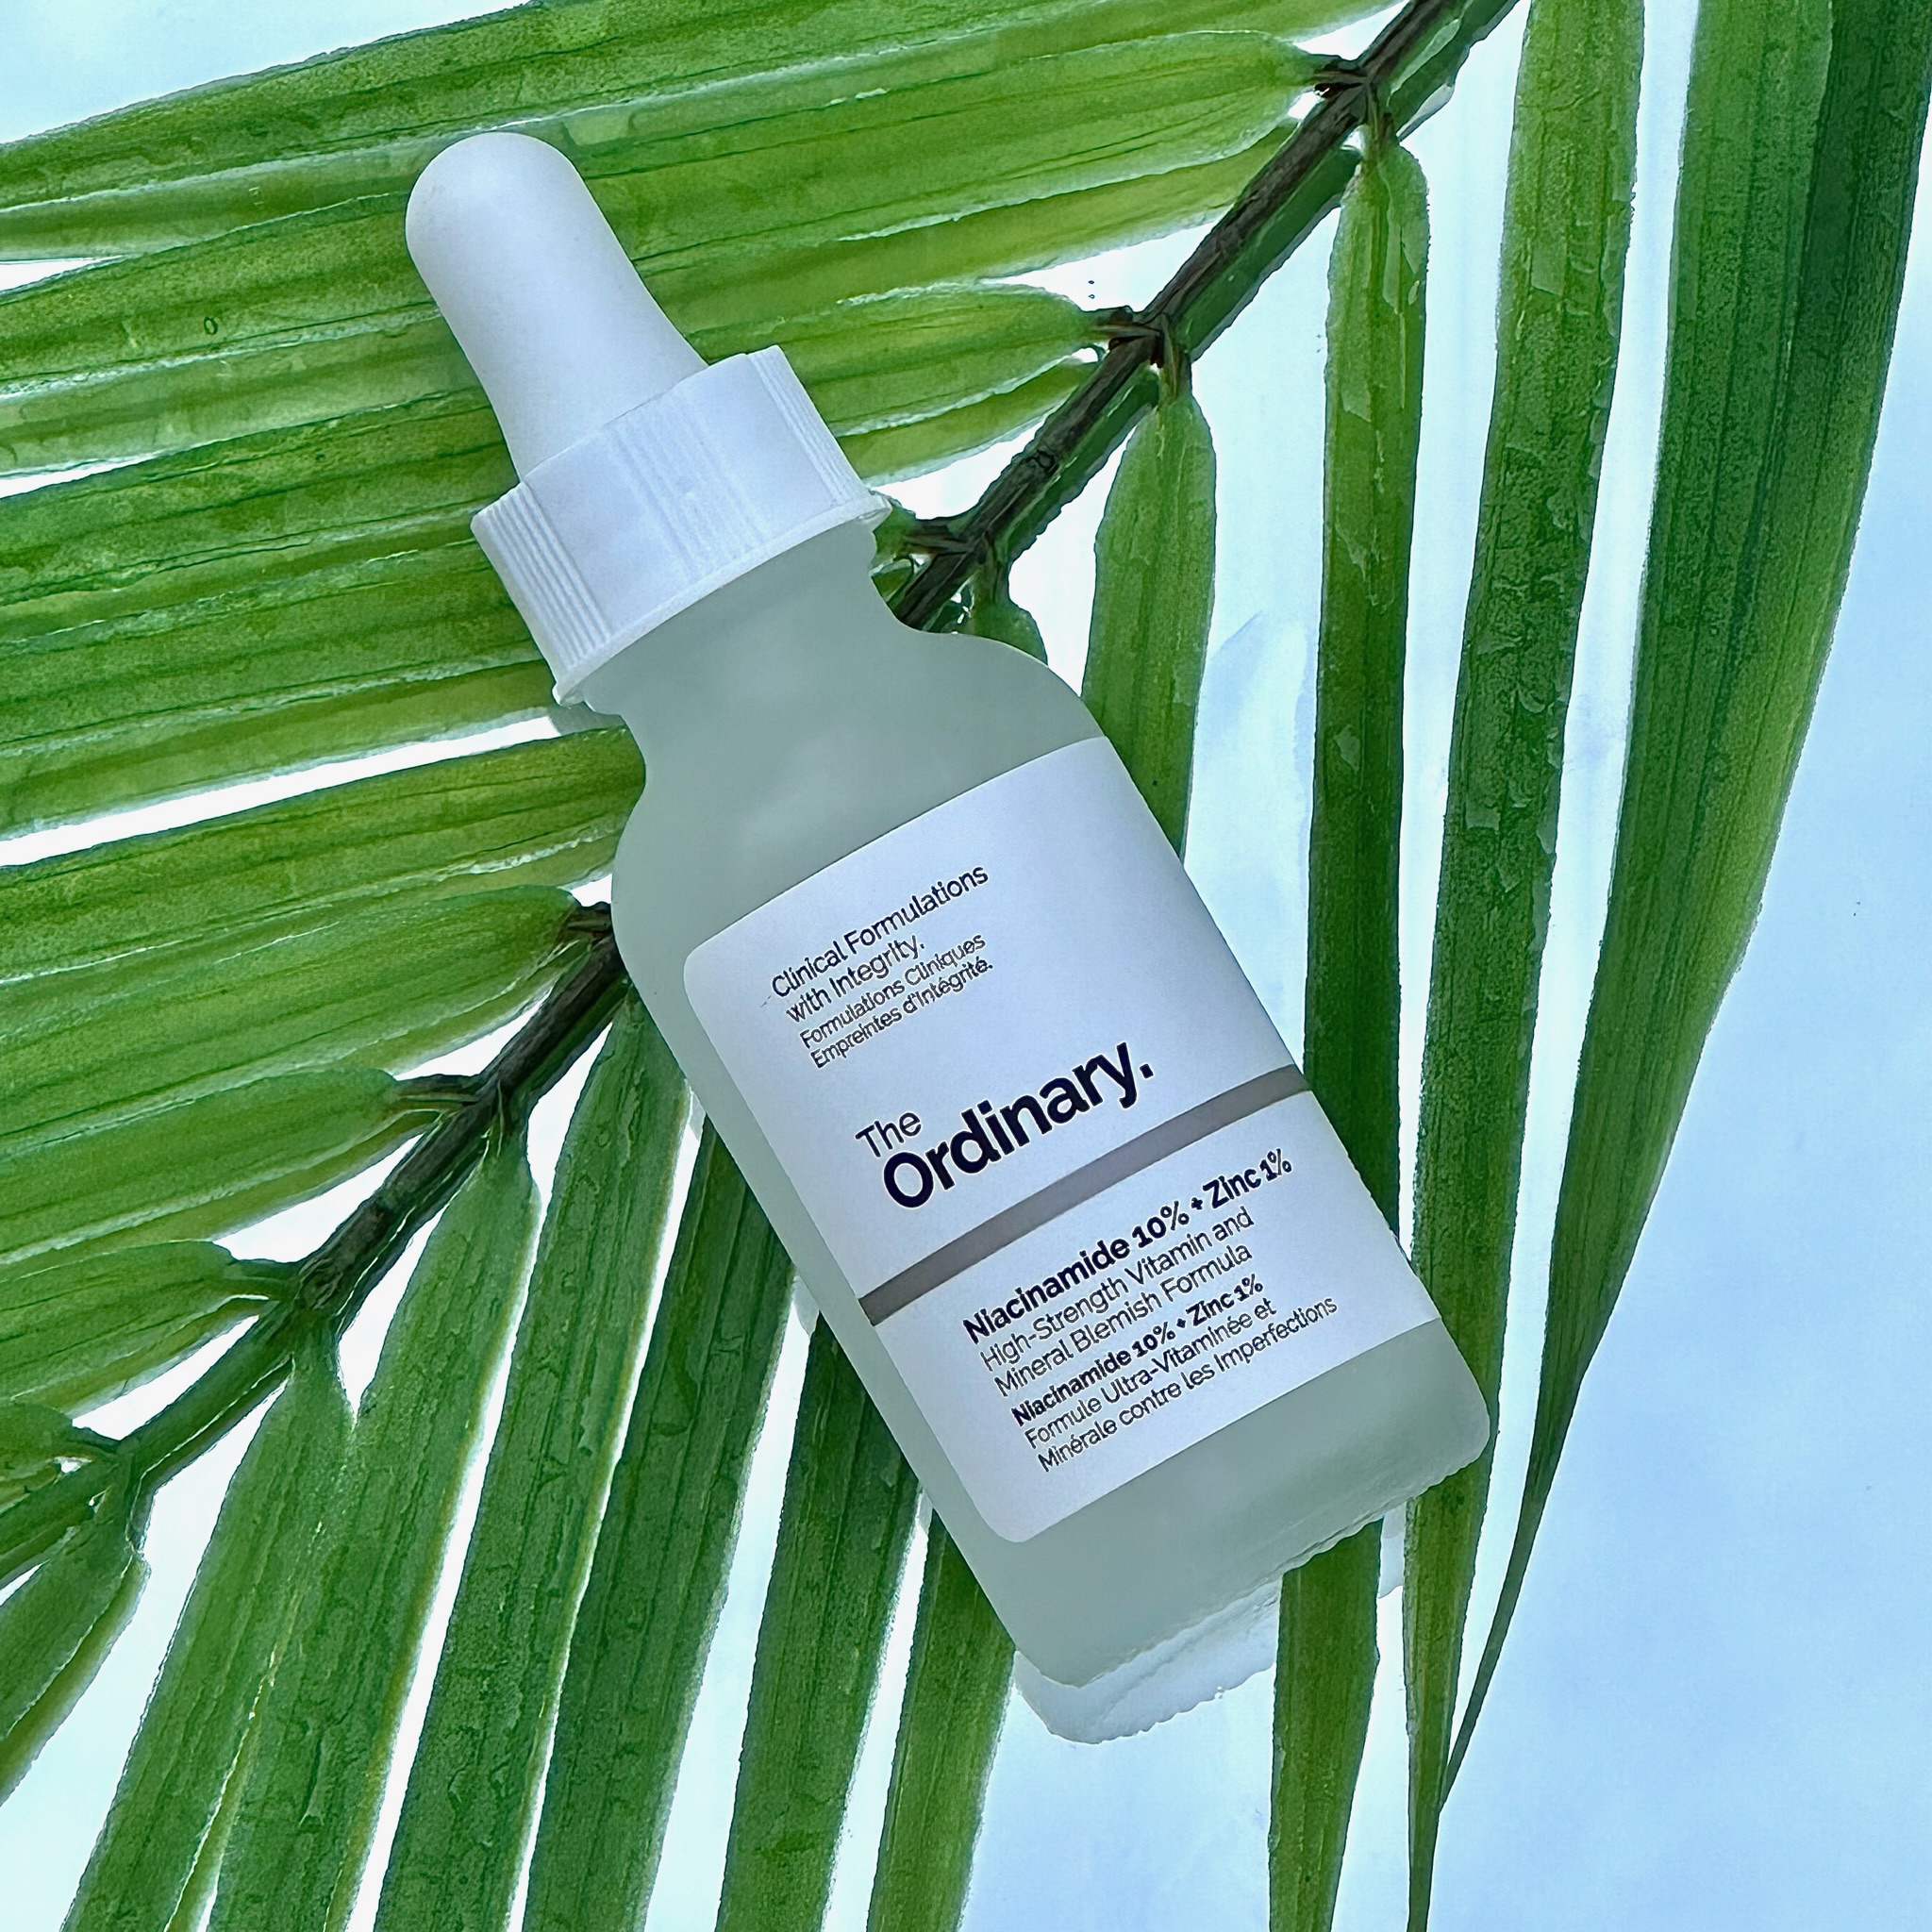 Clinical Formulations
with Integrity.
Formulations Cliniques
Empreintes d'Intégrité.
The
Ordinary.
Niacinamide 10% + Zinc 1%
High-Strength Vitamin and
Mineral Blemish Formula
Niacinamide 10% + Zinc 1%
Formule Ultra-Vitaminée et
Minérale contre les Imperfections